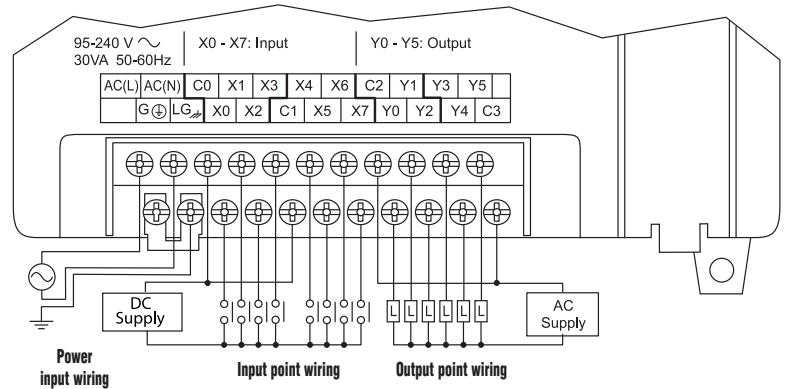 95-240 V ~ X0 - X7: Input Y0 - Y5: Output
30VA 50-60Hz
AC(L) AC(N) C0 X1 X3 X4 X6 C2 Y1 Y3 Y5
G LG X0 X2 C1 X5 X7 Y0 Y2 Y4 C3
DC
Supply
L L L L L L
AC
Supply
Power
input wiring
Input point wiring
Output point wiring